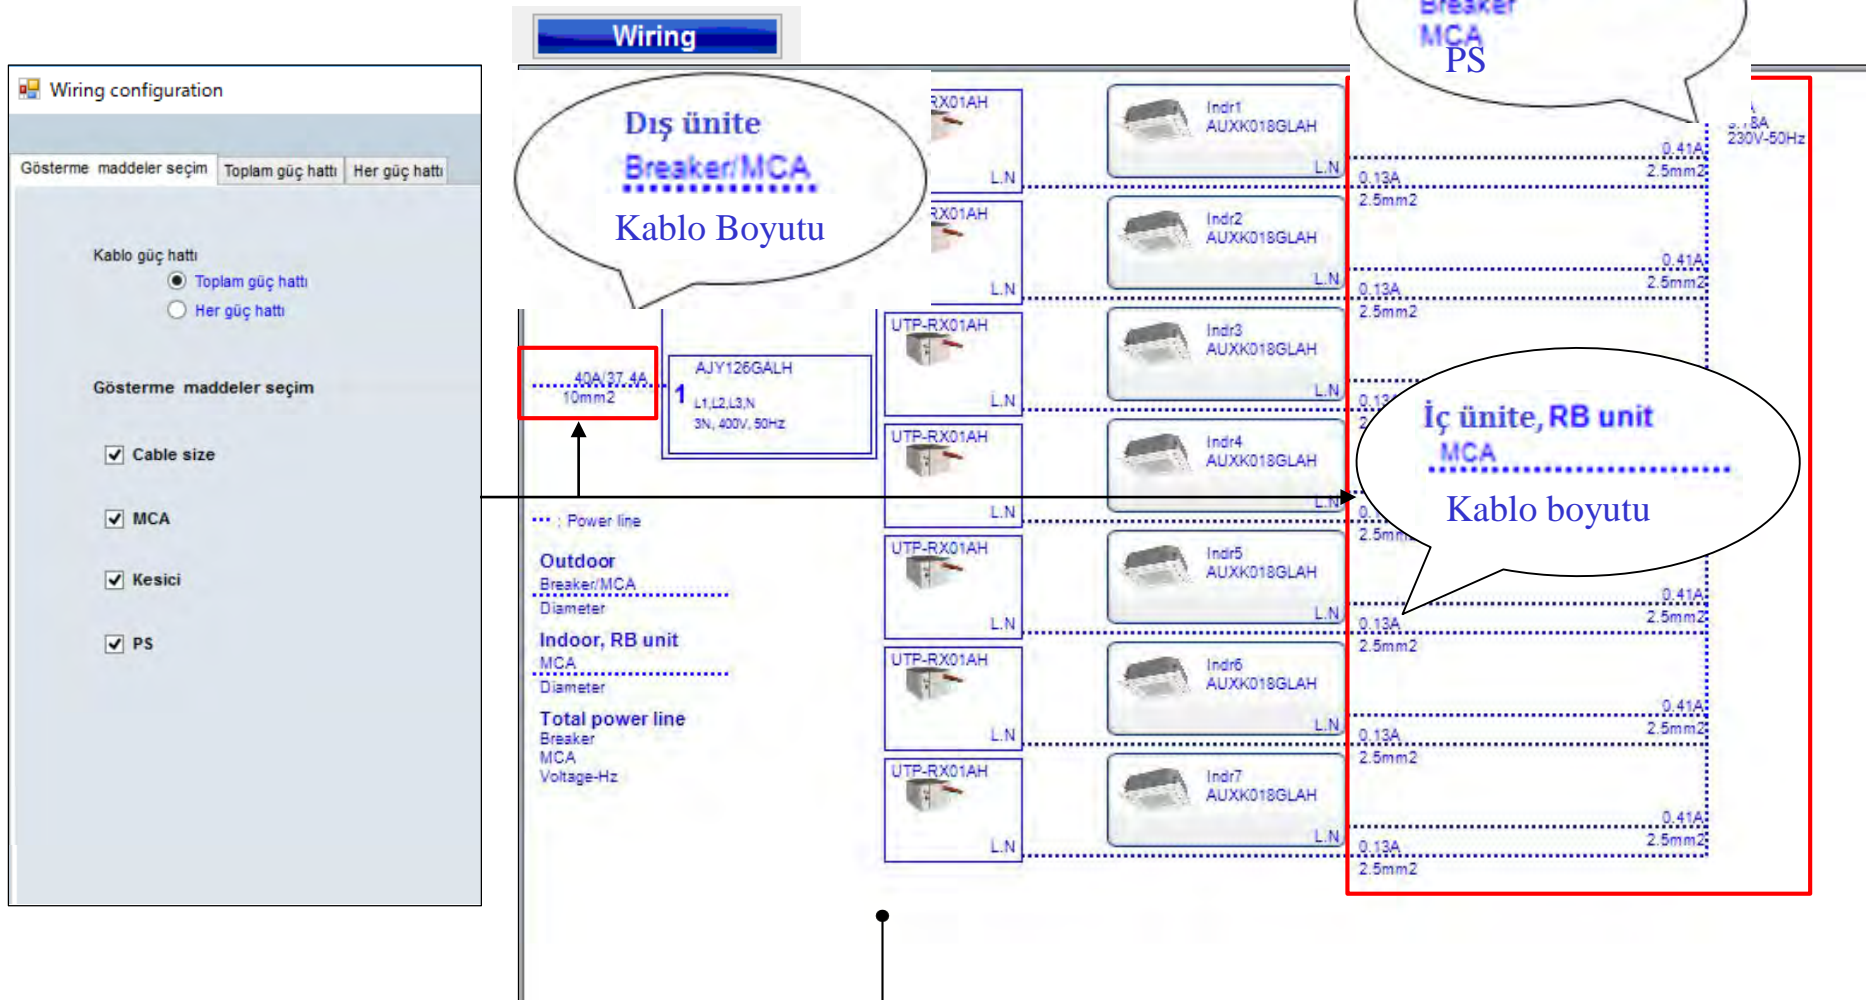 Wiring
Breaker
MCA
PS
Wiring configuration
Gösterme maddeler seçim
Toplam güç hattı
Her güç hattı
Kablo güç hattı
Toplam güç hattı
Her güç hattı
Gösterme maddeler seçim
Cable size
MCA
Kesici
PS
Dış ünite
Breaker/MCA
Kablo Boyutu
40A/37.4A
10mm2
1
AJY126GALH
L1,L2,L3,N
3N, 400V, 50Hz
: Power line
Outdoor
Breaker/MCA
Diameter
Indoor, RB unit
MCA
Diameter
Total power line
Breaker
MCA
Voltage-Hz
RX01AH
L.N
Indr1
AUXK018GLAH
L.N
0.41A
2.5mm2
0.13A
2.5mm2
230V-50Hz
RX01AH
L.N
Indr2
AUXK018GLAH
L.N
0.41A
2.5mm2
0.13A
2.5mm2
UTP-RX01AH
L.N
Indr3
AUXK018GLAH
L.N
İç ünite, RB unit
MCA
Kablo boyutu
UTP-RX01AH
L.N
Indr4
AUXK018GLAH
L.N
UTP-RX01AH
L.N
Indr5
AUXK018GLAH
L.N
0.41A
2.5mm2
0.13A
2.5mm2
UTP-RX01AH
L.N
Indr6
AUXK018GLAH
L.N
0.41A
2.5mm2
0.13A
2.5mm2
UTP-RX01AH
L.N
Indr7
AUXK018GLAH
L.N
0.41A
2.5mm2
0.13A
2.5mm2